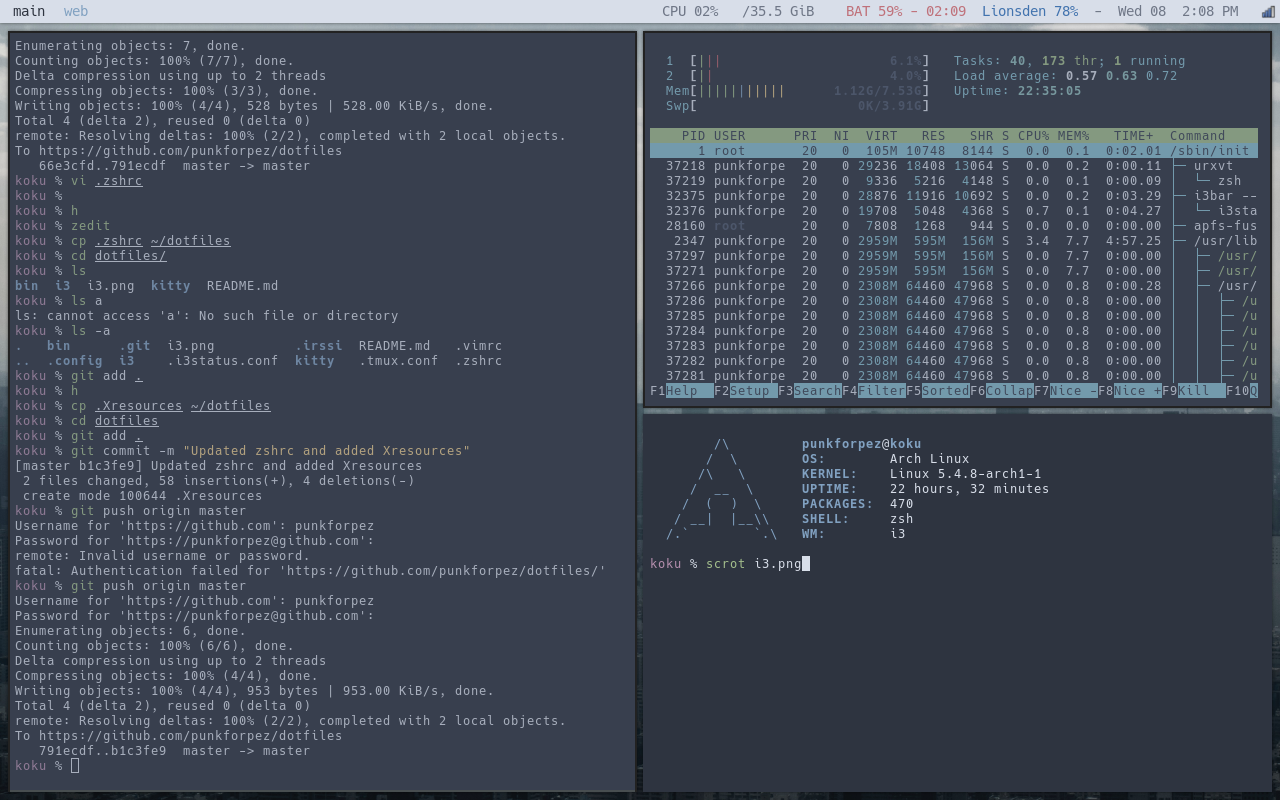 main web CPU 02% /35.5 GiB BAT 59% - 02:09 Lionsden 78% - Wed 08 2:08 PM
Enumerating objects: 7, done.
Counting objects: 100% (7/7), done.
Delta compression using up to 2 threads
Compressing objects: 100% (3/3), done.
Writing objects: 100% (4/4), 528 bytes | 528.00 KiB/s, done.
Total 4 (delta 2), reused 0 (delta 0)
remote: Resolving deltas: 100% (2/2), completed with 2 local objects.
To https://github.com/punkforpez/dotfiles
   66e3cfd..791ecdf  master -> master
koku % vi .zshrc
koku %
koku % h
koku % zedit
koku % cp .zshrc ~/dotfiles
koku % cd dotfiles/
koku % ls
bin  i3  i3.png  kitty  README.md
koku % ls a
ls: cannot access 'a': No such file or directory
koku % ls -a
.   bin      .git  i3.png          .irssi  README.md   .vimrc
..  .config  i3    .i3status.conf  kitty   .tmux.conf  .zshrc
koku % git add .
koku % h
koku % cp .Xresources ~/dotfiles
koku % cd dotfiles
koku % git add .
koku % git commit -m "Updated zshrc and added Xresources"
[master b1c3fe9] Updated zshrc and added Xresources
 2 files changed, 58 insertions(+), 4 deletions(-)
 create mode 100644 .Xresources
koku % git push origin master
Username for 'https://github.com': punkforpez
Password for 'https://punkforpez@github.com':
remote: Invalid username or password.
fatal: Authentication failed for 'https://github.com/punkforpez/dotfiles/'
koku % git push origin master
Username for 'https://github.com': punkforpez
Password for 'https://punkforpez@github.com':
Enumerating objects: 6, done.
Counting objects: 100% (6/6), done.
Delta compression using up to 2 threads
Compressing objects: 100% (4/4), done.
Writing objects: 100% (4/4), 953 bytes | 953.00 KiB/s, done.
Total 4 (delta 2), reused 0 (delta 0)
remote: Resolving deltas: 100% (2/2), completed with 2 local objects.
To https://github.com/punkforpez/dotfiles
   791ecdf..b1c3fe9  master -> master
koku %
1  [||| 6.1%] Tasks: 40, 173 thr; 1 running
2  [|| 4.0%] Load average: 0.57 0.63 0.72
Mem[||||||||||| 1.12G/7.53G] Uptime: 22:35:05
Swp[ 0K/3.91G]
PID USER PRI NI VIRT RES SHR S CPU% MEM% TIME+ Command
1 root 20 0 105M 10748 8144 S 0.0 0.1 0:02.01 /sbin/init
37218 punkforpe 20 0 29236 18408 13064 S 0.0 0.2 0:00.11 ├─ urxvt
37219 punkforpe 20 0 9336 5216 4148 S 0.0 0.1 0:00.09 │  └─ zsh
32375 punkforpe 20 0 28876 11916 10692 S 0.0 0.2 0:03.29 ├─ i3bar --
32376 punkforpe 20 0 19708 5048 4368 S 0.7 0.1 0:04.27 │  └─ i3sta
28160 root 20 0 7808 1268 944 S 0.0 0.0 0:00.00 ├─ apfs-fus
2347 punkforpe 20 0 2959M 595M 156M S 3.4 7.7 4:57.25 ├─ /usr/lib
37297 punkforpe 20 0 2959M 595M 156M S 0.0 7.7 0:00.00 │  ├─ /usr/
37271 punkforpe 20 0 2959M 595M 156M S 0.0 7.7 0:00.00 │  ├─ /usr/
37266 punkforpe 20 0 2308M 64460 47968 S 0.0 0.8 0:00.28 │  ├─ /usr/
37286 punkforpe 20 0 2308M 64460 47968 S 0.0 0.8 0:00.00 │  │  ├─ /u
37285 punkforpe 20 0 2308M 64460 47968 S 0.0 0.8 0:00.00 │  │  ├─ /u
37284 punkforpe 20 0 2308M 64460 47968 S 0.0 0.8 0:00.00 │  │  ├─ /u
37283 punkforpe 20 0 2308M 64460 47968 S 0.0 0.8 0:00.00 │  │  ├─ /u
37282 punkforpe 20 0 2308M 64460 47968 S 0.0 0.8 0:00.00 │  │  ├─ /u
37281 punkforpe 20 0 2308M 64460 47968 S 0.0 0.8 0:00.00 │  │  ├─ /u
F1Help  F2Setup F3SearchF4FilterF5SortedF6CollapF7Nice -F8Nice +F9Kill  F10Q
punkforpez@koku
OS: Arch Linux
KERNEL: Linux 5.4.8-arch1-1
UPTIME: 22 hours, 32 minutes
PACKAGES: 470
SHELL: zsh
WM: i3
koku % scrot i3.png